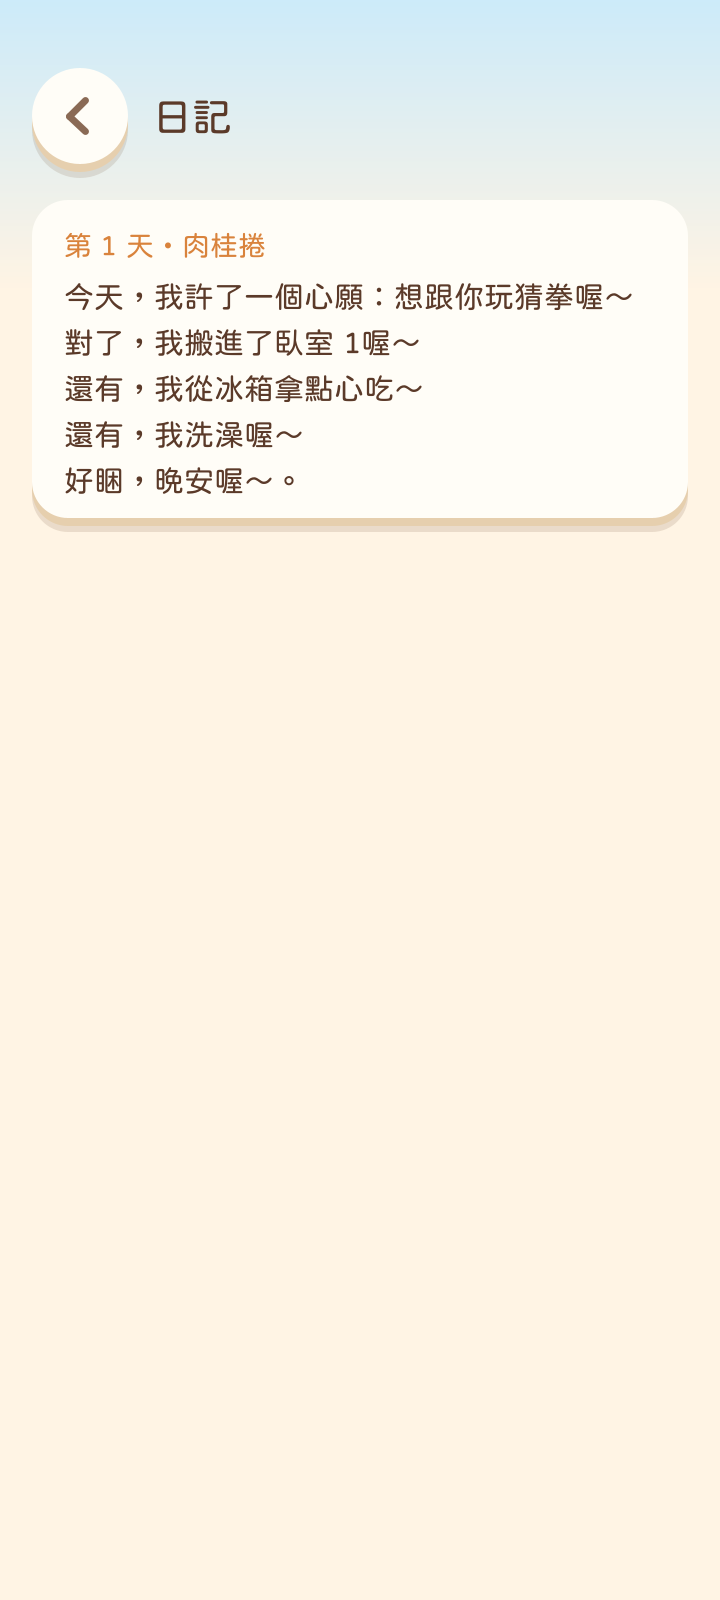 日記
第 1 天・肉桂捲
今天，我許了一個心願：想跟你玩猜拳喔～
對了，我搬進了臥室 1喔～
還有，我從冰箱拿點心吃～
還有，我洗澡喔～
好睏，晚安喔～。